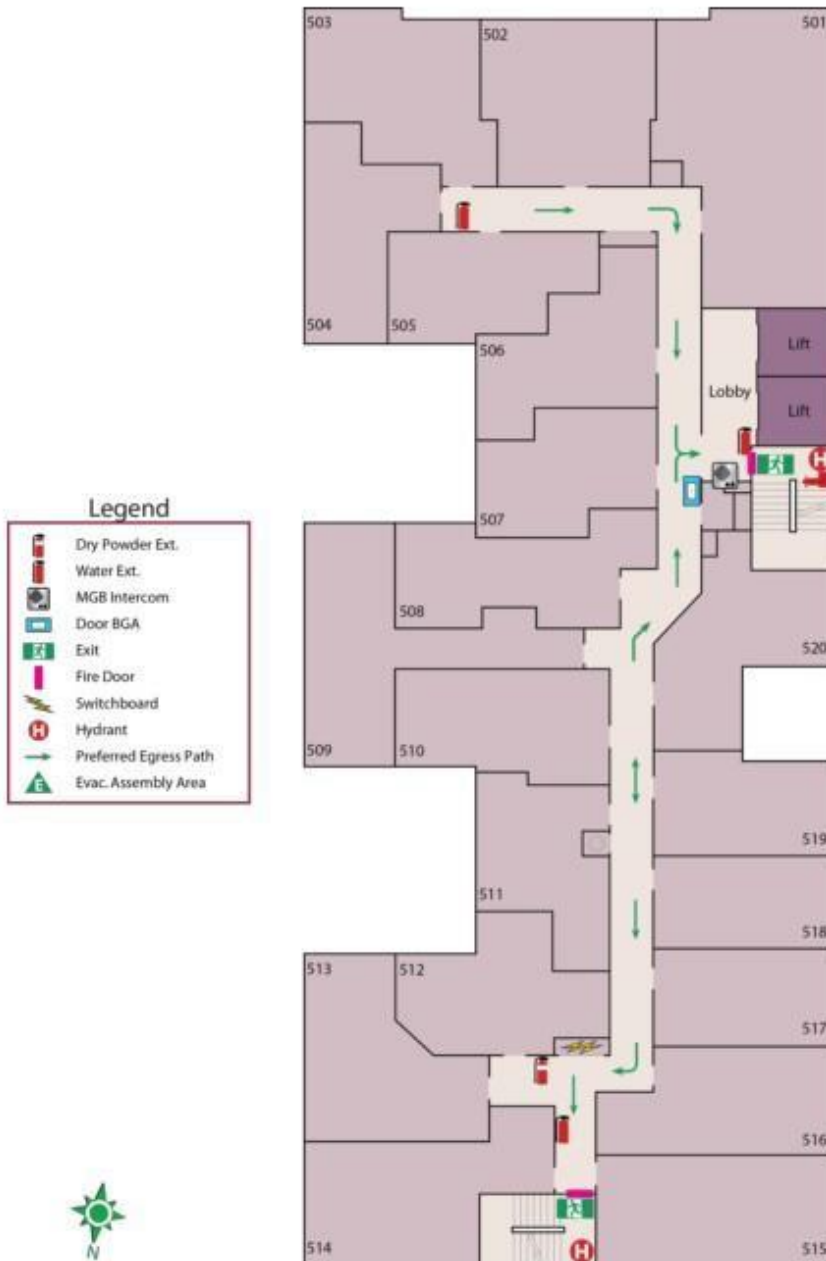 503
502
501
504
505
506
Lift
Lobby
Lift
H
507
Legend
Dry Powder Ext.
Water Ext.
MGB Intercom
Door BGA
Exit
Fire Door
Switchboard
H
Hydrant
Preferred Egress Path
E
Evac. Assembly Area
508
520
509
510
519
511
518
513
512
517
516
N
514
H
515